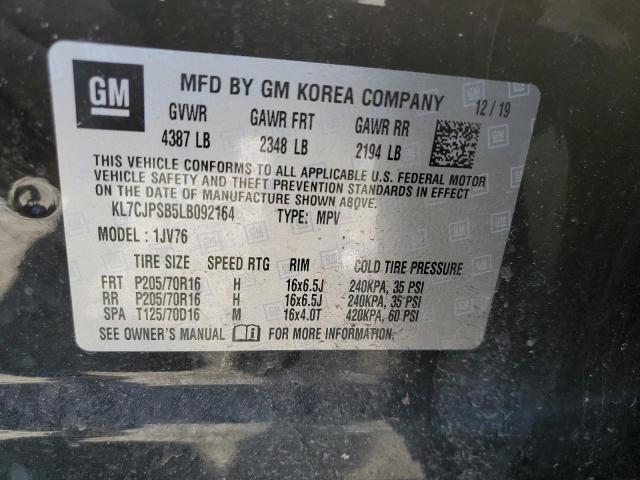 GM
MFD BY GM KOREA COMPANY 12/19
GVWR GAWR FRT GAWR RR
4387 LB 2348 LB 2194 LB
THIS VEHICLE CONFORMS TO ALL APPLICABLE U.S. FEDERAL MOTOR
VEHICLE SAFETY AND THEFT PREVENTION STANDARDS IN EFFECT
ON THE DATE OF MANUFACTURE SHOWN ABOVE.
KL7CJPSB5LB092164 TYPE: MPV
MODEL : 1JV76
TIRE SIZE SPEED RTG RIM COLD TIRE PRESSURE
FRT P205/70R16 H 16x6.5J 240KPA, 35 PSI
RR P205/70R16 H 16x6.5J 240KPA, 35 PSI
SPA T125/70D16 M 16x4.0T 420KPA, 60 PSI
SEE OWNER'S MANUAL FOR MORE INFORMATION.